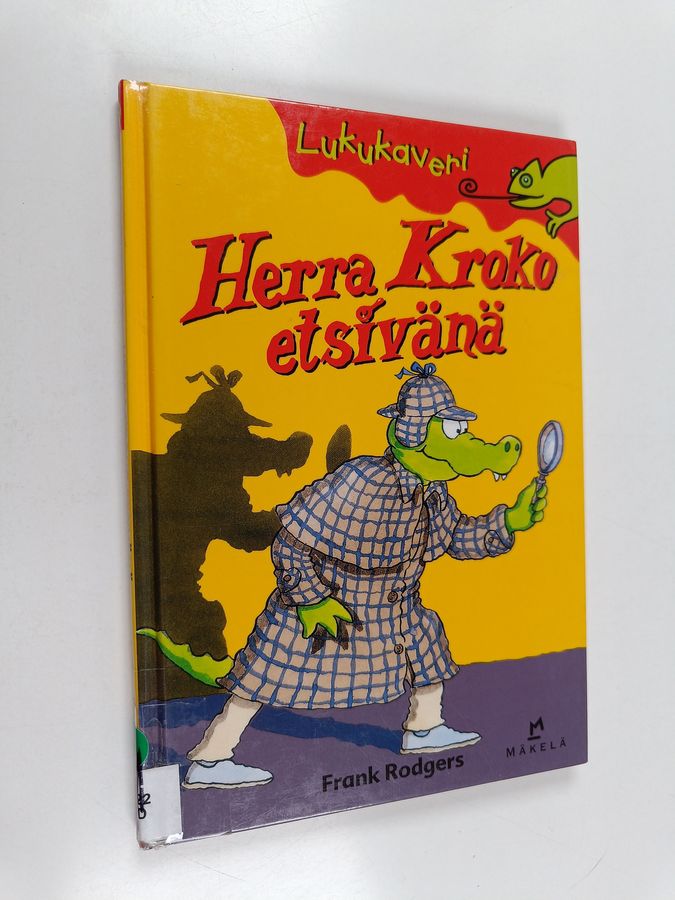 Lukukaveri
Herra Kroko
etsivänä
Frank Rodgers
M
MÄKELÄ